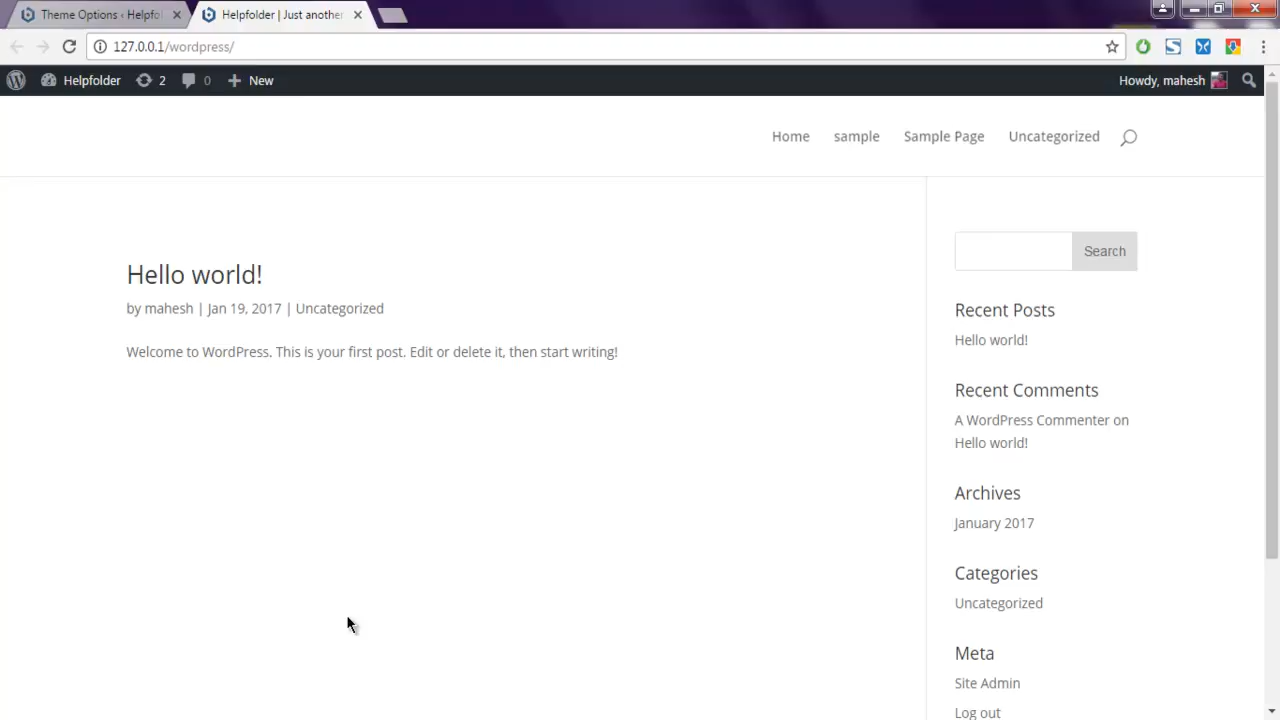 Theme Options ‹ Helpfol
Helpfolder | Just another
127.0.0.1/wordpress/
Helpfolder 2 0 New
Howdy, mahesh
Home sample Sample Page Uncategorized
Hello world!
by mahesh | Jan 19, 2017 | Uncategorized
Welcome to WordPress. This is your first post. Edit or delete it, then start writing!
Search
Recent Posts
Hello world!
Recent Comments
A WordPress Commenter on
Hello world!
Archives
January 2017
Categories
Uncategorized
Meta
Site Admin
Log out